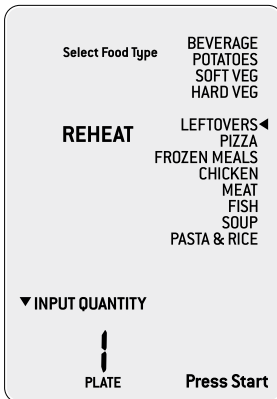 Select Food Type
BEVERAGE
POTATOES
SOFT VEG
HARD VEG
REHEAT
LEFTOVERS◄
PIZZA
FROZEN MEALS
CHICKEN
MEAT
FISH
SOUP
PASTA & RICE
▼INPUT QUANTITY
1
PLATE
Press Start